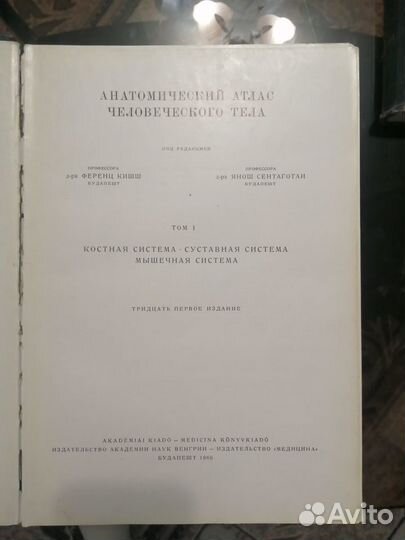 АНАТОМИЧЕСКИЙ АТЛАС
ЧЕЛОВЕЧЕСКОГО ТЕЛА
ПОД РЕДАКЦИЕЙ
ПРОФЕССОРА
д-ра ФЕРЕНЦ КИШШ
БУДАПЕШТ
ПРОФЕССОРА
д-ра ЯНОШ СЕНТАГОТАИ
БУДАПЕШТ
ТОМ I
КОСТНАЯ СИСТЕМА · СУСТАВНАЯ СИСТЕМА
МЫШЕЧНАЯ СИСТЕМА
ТРИДЦАТЬ ПЕРВОЕ ИЗДАНИЕ
AKADÉMIAI KIADÓ — MEDICINA KÖNYVKIADÓ
ИЗДАТЕЛЬСТВО АКАДЕМИИ НАУК ВЕНГРИИ — ИЗДАТЕЛЬСТВО «МЕДИЦИНА»
БУДАПЕШТ
Avito